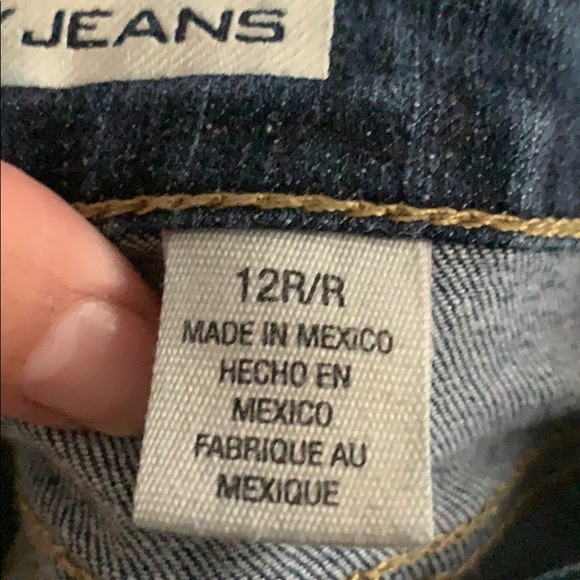 JEANS
12R/R
MADE IN MEXICO
HECHO EN
MEXICO
FABRIQUE AU
MEXIQUE